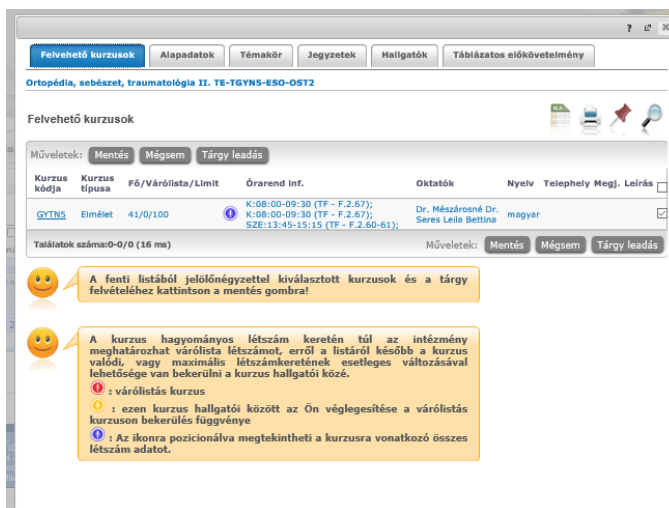 ?
Felvehető kurzusok Alapadatok Témakör Jegyzetek Hallgatók Táblázatos előkövetelmény
Ortopédia, sebészet, traumatológia II. TE-TGYN5-ESO-OST2
Felvehető kurzusok
Műveletek: Mentés Mégsem Tárgy leadás
Kurzus kódja Kurzus típusa Fő/Várólista/Limit Órarend inf. Oktatók Nyelv Telephely Megj. Leírás
GYTN5 Elmélet 41/0/100 K:08:00-09:30 (TF - F.2.67);
K:08:00-09:30 (TF - F.2.67);
SZE:13:45-15:15 (TF - F.2.60-61);
Dr. Mészárosné Dr.
Seres Leila Bettina
magyar
Találatok száma:0-0/0 (16 ms) Műveletek: Mentés Mégsem Tárgy leadás
A fenti listából jelölőnégyzettel kiválasztott kurzusok és a tárgy
felvételéhez kattintson a mentés gombra!
A kurzus hagyományos létszám keretén túl az intézmény
meghatározhat várólista létszámot, erről a listáról később a kurzus
valódi, vagy maximális létszámkeretének esetleges változásával
lehetősége van bekerülni a kurzus hallgatói közé.
: várólistás kurzus
: ezen kurzus hallgatói között az Ön véglegesítése a várólistás
kurzuson bekerülés függvénye
: Az ikonra pozicionálva megtekintheti a kurzusra vonatkozó összes
létszám adatot.